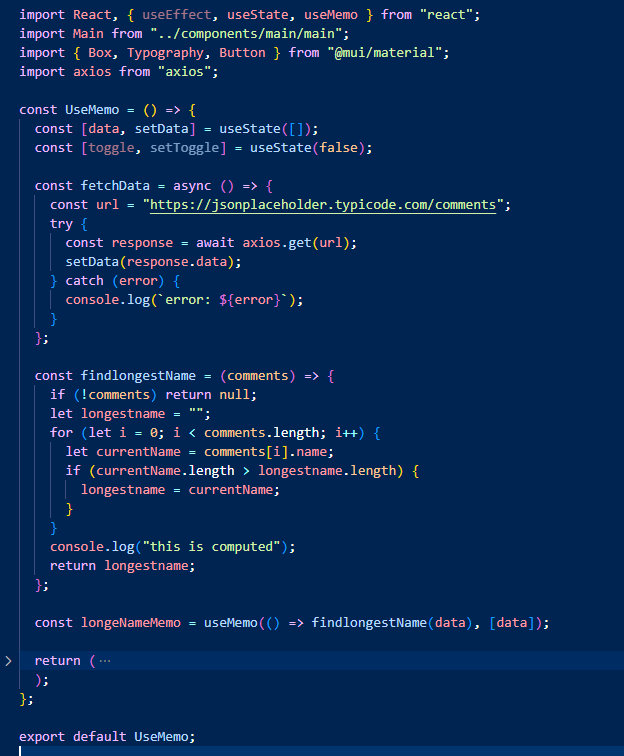 import React, { useEffect, useState, useMemo } from "react";
import Main from "../components/main/main";
import { Box, Typography, Button } from "@mui/material";
import axios from "axios";

const UseMemo = () => {
  const [data, setData] = useState([]);
  const [toggle, setToggle] = useState(false);

  const fetchData = async () => {
    const url = "https://jsonplaceholder.typicode.com/comments";
    try {
      const response = await axios.get(url);
      setData(response.data);
    } catch (error) {
      console.log(`error: ${error}`);
    }
  };

  const findlongestName = (comments) => {
    if (!comments) return null;
    let longestname = "";
    for (let i = 0; i < comments.length; i++) {
      let currentName = comments[i].name;
      if (currentName.length > longestname.length) {
        longestname = currentName;
      }
    }
    console.log("this is computed");
    return longestname;
  };

  const longeNameMemo = useMemo(() => findlongestName(data), [data]);

  return (⋯
  );
};

export default UseMemo;